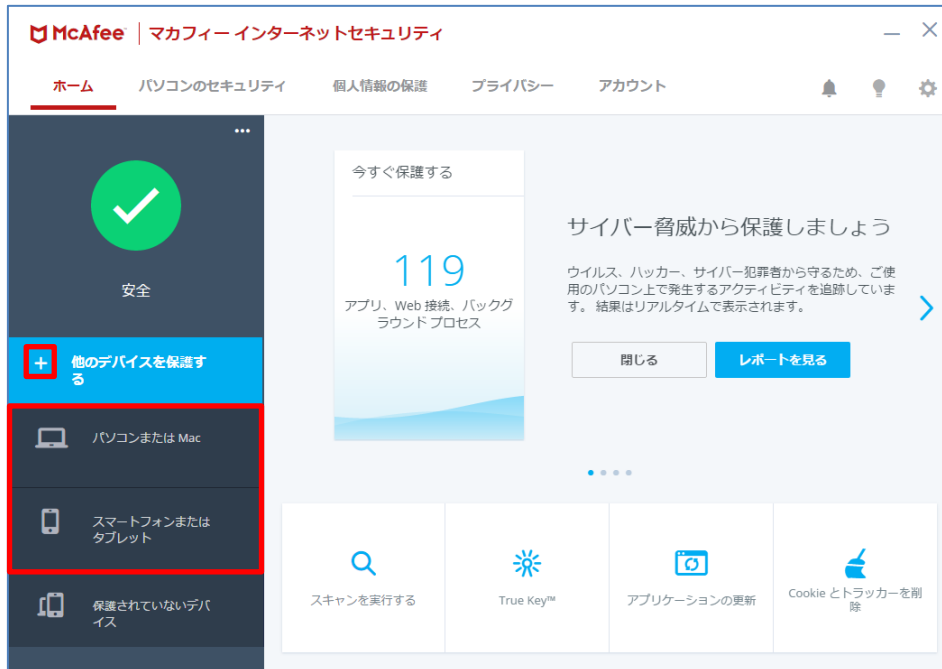 McAfee | マカフィー インターネットセキュリティ
ホーム パソコンのセキュリティ 個人情報の保護 プライバシー アカウント
安全
他のデバイスを保護す
る
パソコンまたは Mac
スマートフォンまたは
タブレット
保護されていないデバ
イス
今すぐ保護する
119
アプリ、Web 接続、バックグ
ラウンド プロセス
サイバー脅威から保護しましょう
ウイルス、ハッカー、サイバー犯罪者から守るため、ご使
用のパソコン上で発生するアクティビティを追跡していま
す。 結果はリアルタイムで表示されます。
閉じる レポートを見る
スキャンを実行する
True Key™
アプリケーションの更新
Cookie とトラッカーを削
除